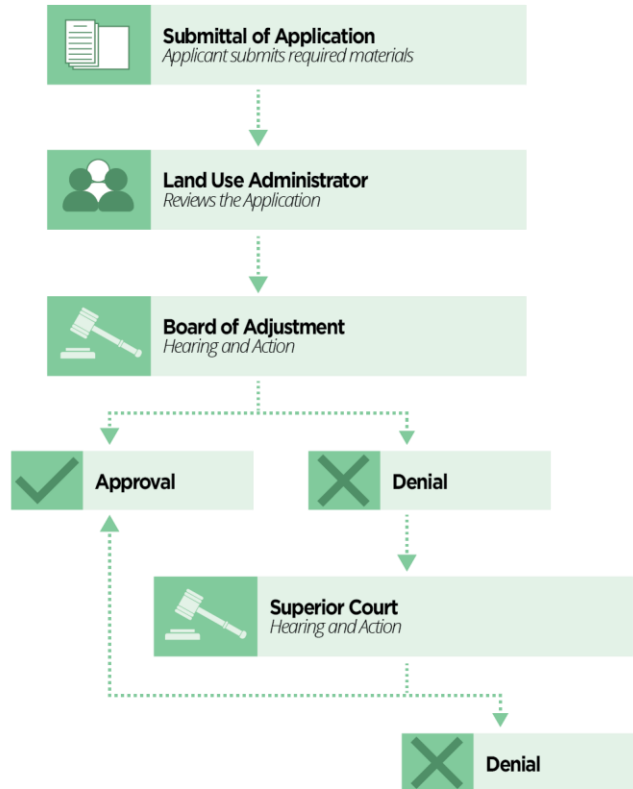 Submittal of Application
Applicant submits required materials
Land Use Administrator
Reviews the Application
Board of Adjustment
Hearing and Action
Approval
Denial
Superior Court
Hearing and Action
Denial